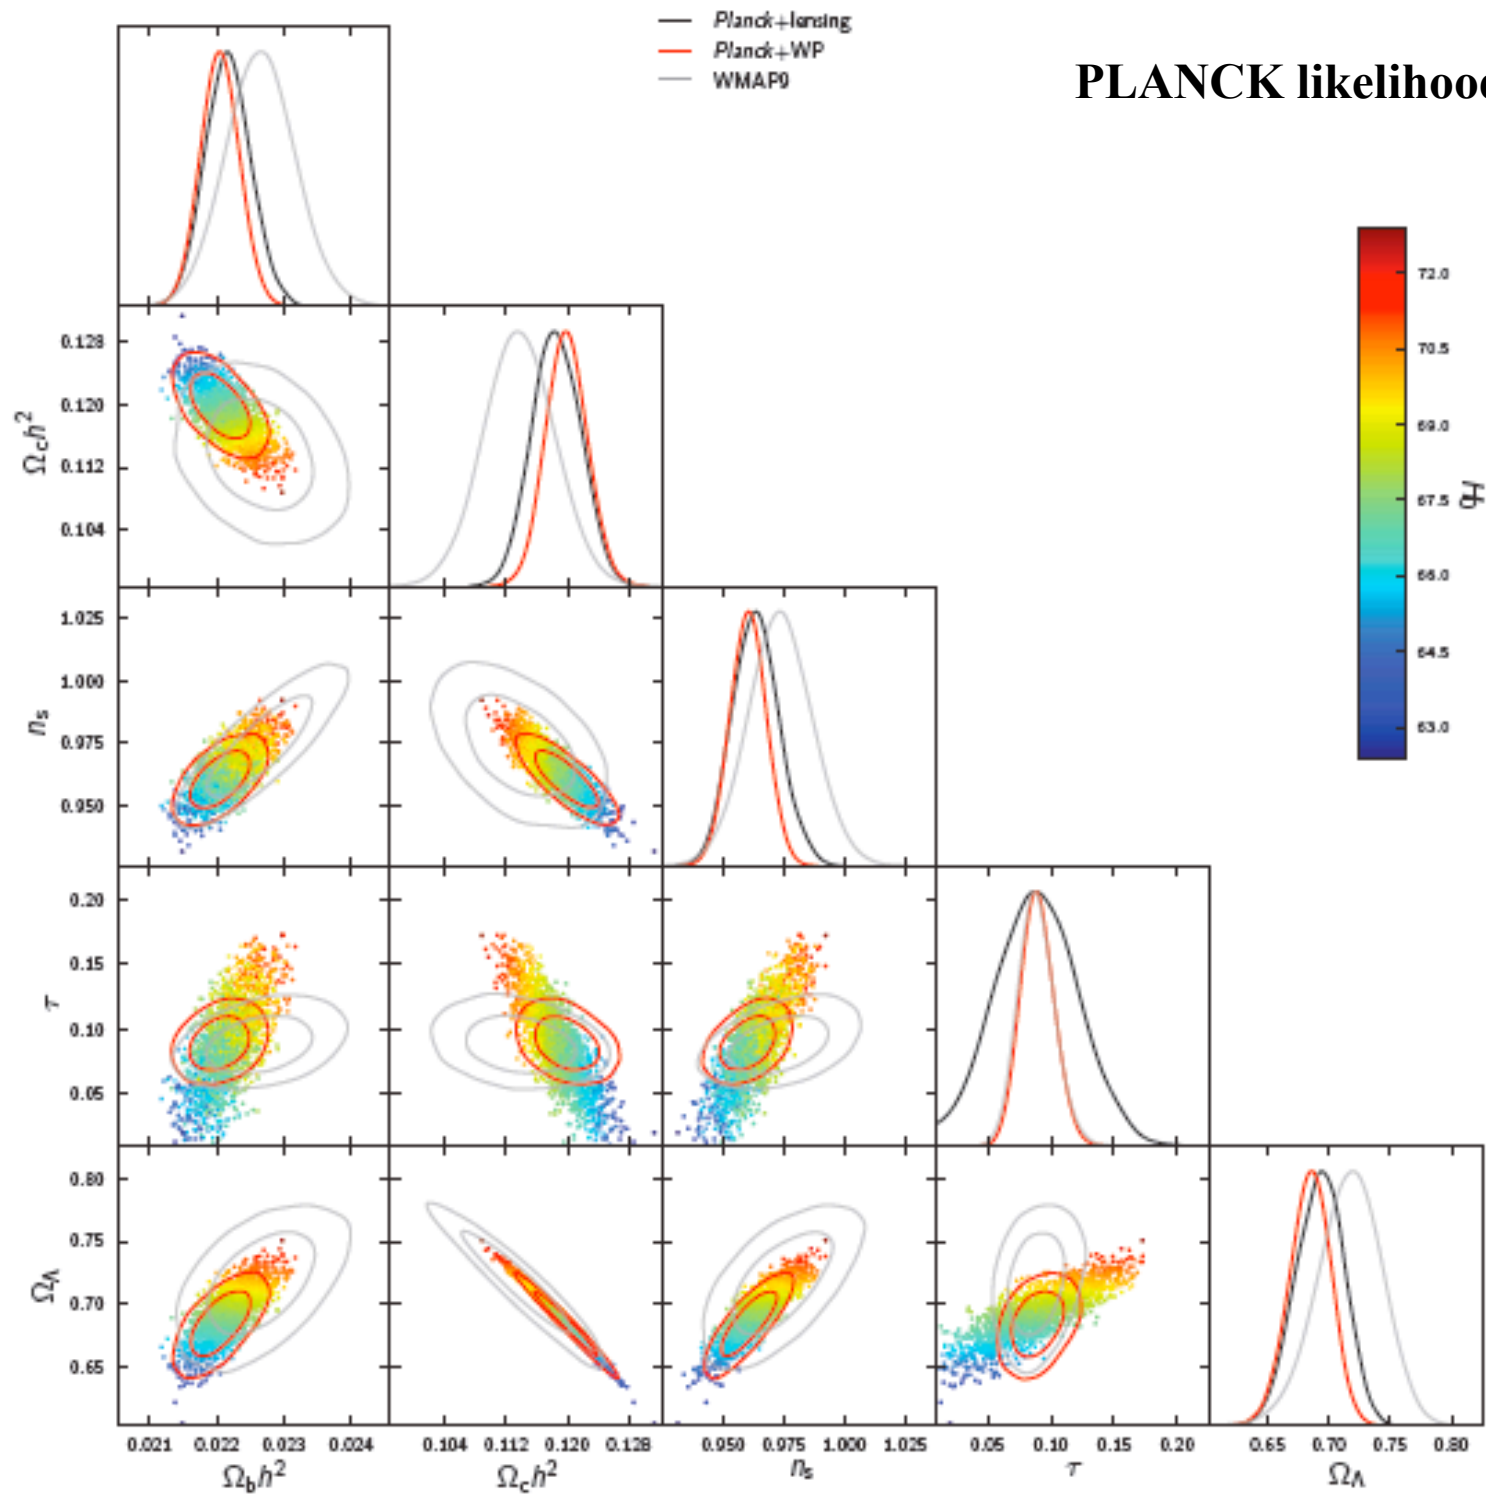 Planck+lensing
Planck+WP
WMAP9
PLANCK likelihood
72.0
70.5
69.0
67.5
66.0
64.5
63.0
H0
0.128
0.120
0.112
0.104
Ωch²
1.025
1.000
0.975
0.950
ns
0.20
0.15
0.10
0.05
τ
0.80
0.75
0.70
0.65
ΩΛ
0.021 0.022 0.023 0.024 0.104 0.112 0.120 0.128 0.950 0.975 1.000 1.025 0.05 0.10 0.15 0.20 0.65 0.70 0.75 0.80
Ωbh² Ωch² ns τ ΩΛ